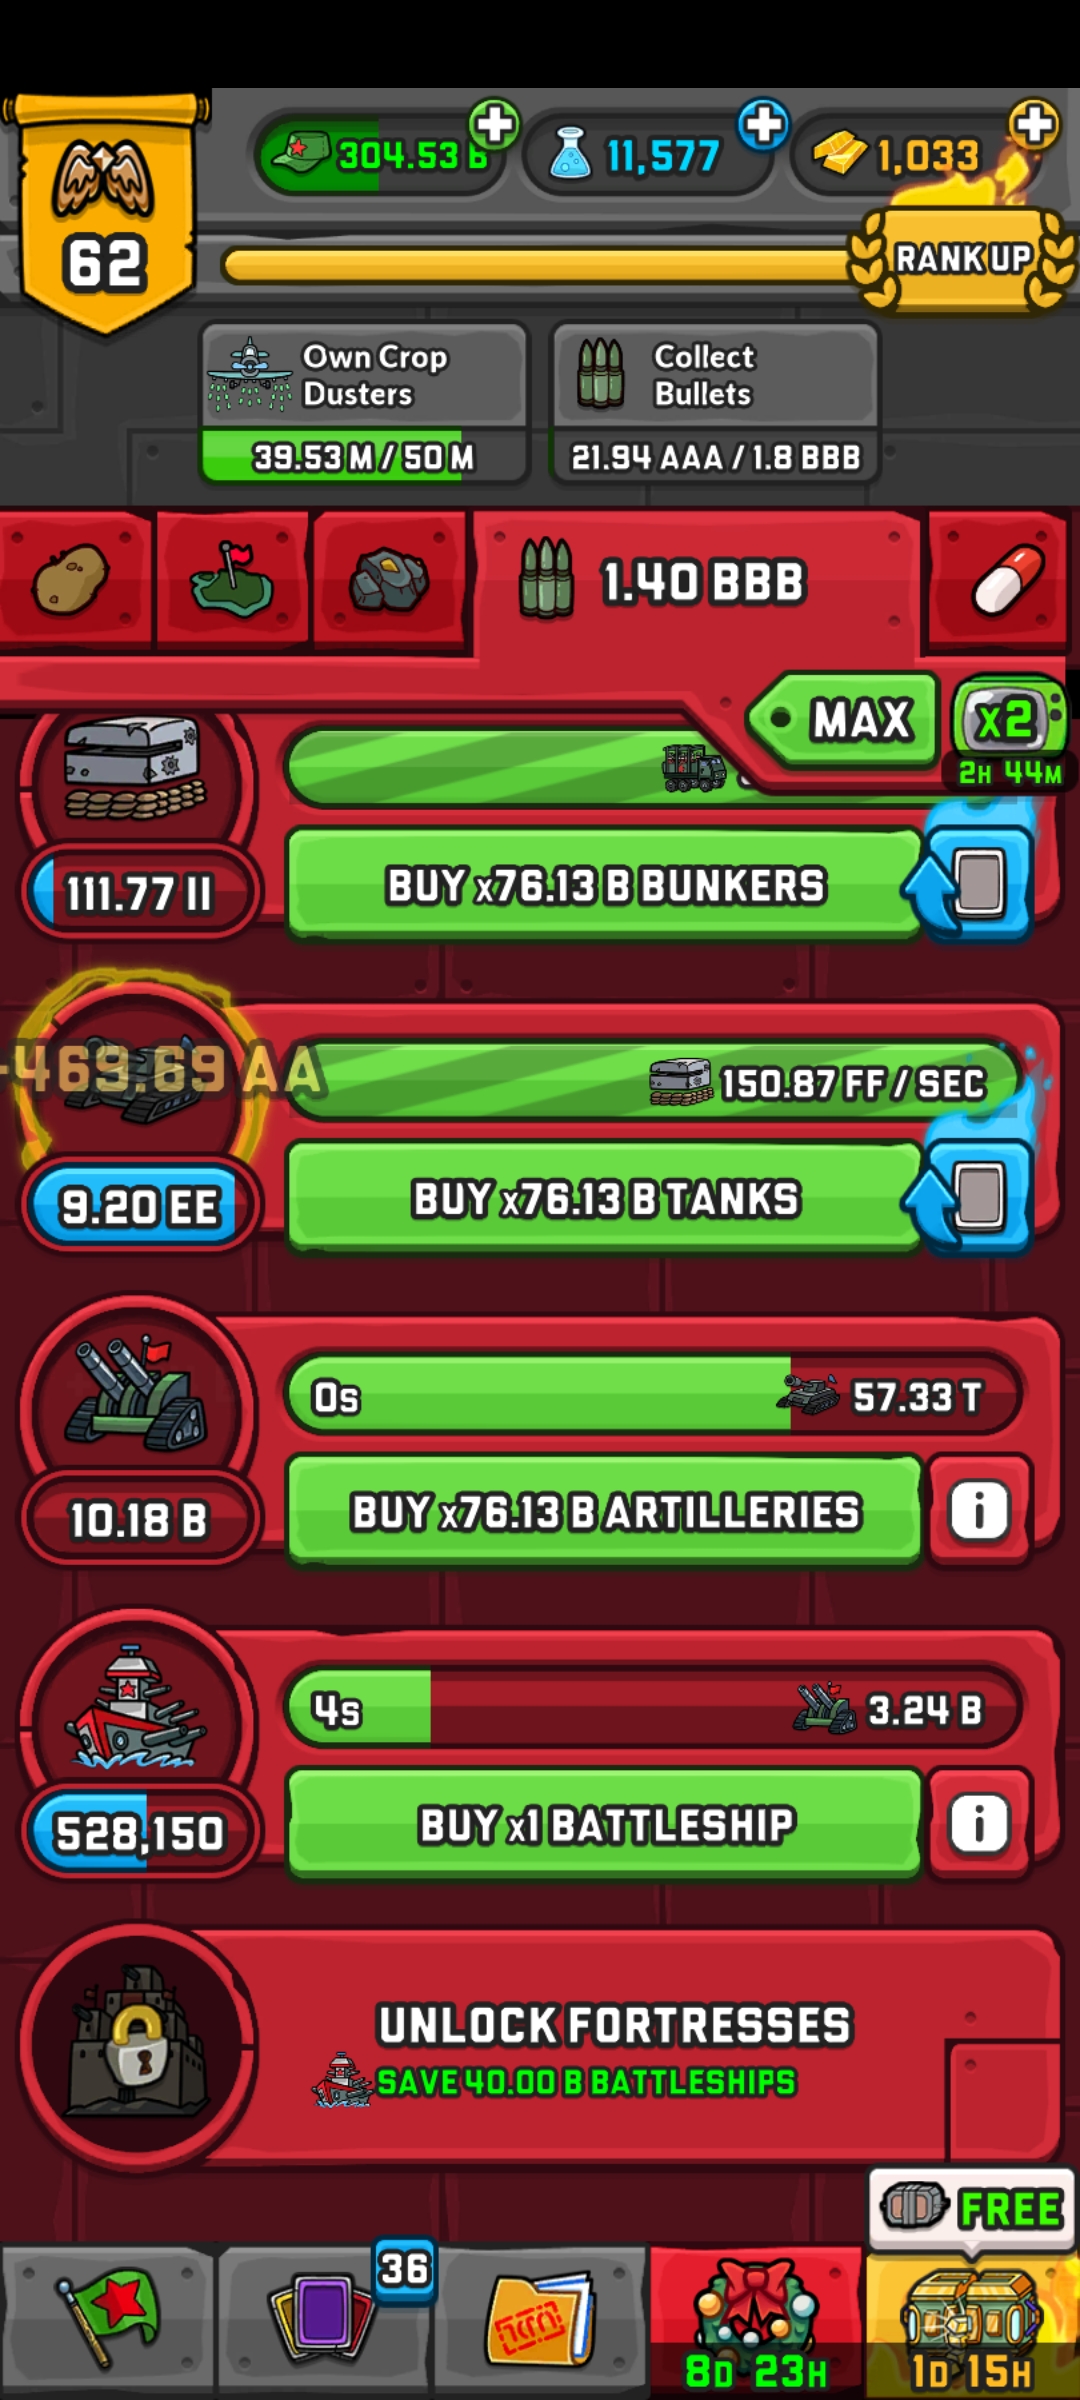 304.53 B
11,577
1,033
62
RANK UP
Own Crop
Dusters
39.53 M / 50 M
Collect
Bullets
21.94 AAA / 1.8 BBB
1.40 BBB
MAX
x2
2H 44M
111.77 II
BUY x76.13 B BUNKERS
-469.69 AA
150.87 FF / SEC
9.20 EE
BUY x76.13 B TANKS
0s
57.33 T
10.18 B
BUY x76.13 B ARTILLERIES
4s
3.24 B
528,150
BUY x1 BATTLESHIP
UNLOCK FORTRESSES
SAVE 40.00 B BATTLESHIPS
FREE
36
8D 23H
1D 15H